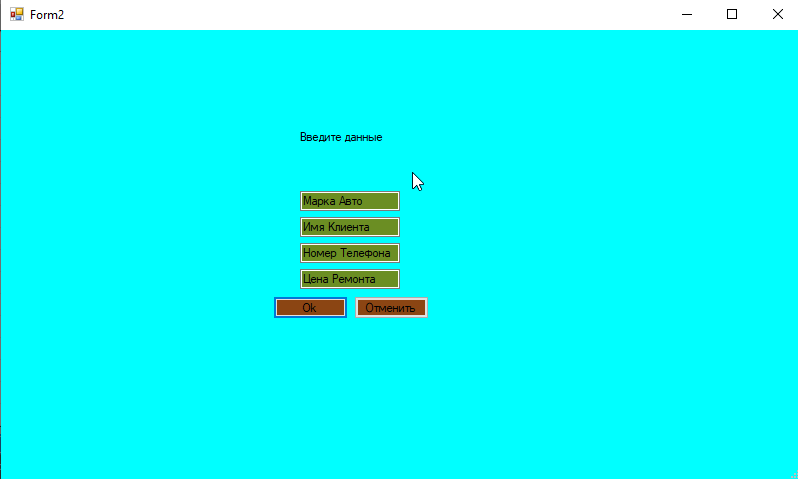 Form2
Введите данные
Марка Авто
Имя Клиента
Номер Телефона
Цена Ремонта
Ok Отменить